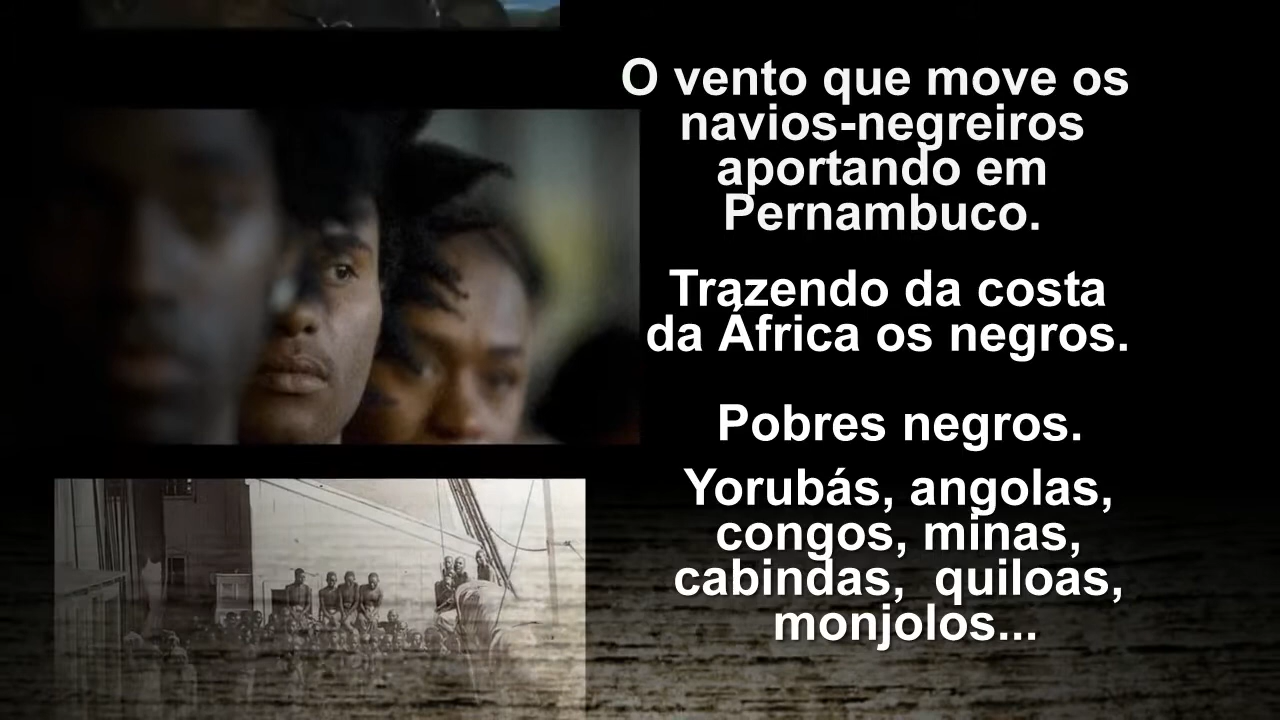 O vento que move os
navios-negreiros
aportando em
Pernambuco.
Trazendo da costa
da África os negros.
Pobres negros.
Yorubás, angolas,
congos, minas,
cabindas,  quiloas,
monjolos...